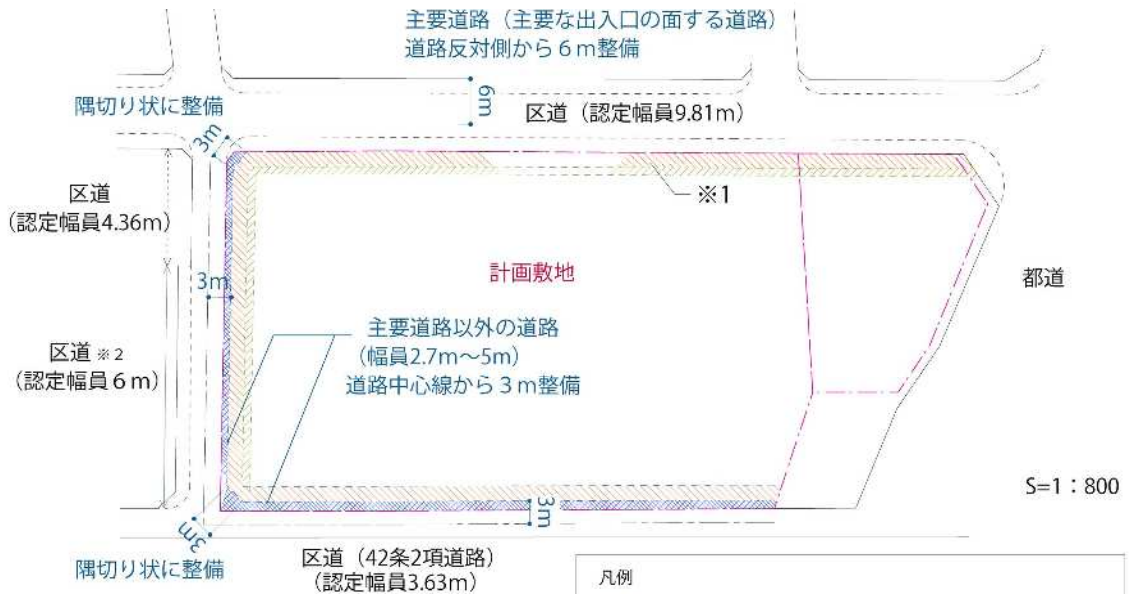 主要道路（主要な出入口の面する道路）
道路反対側から６ｍ整備
隅切り状に整備
6m
区道（認定幅員9.81m）
3m
※1
区道
（認定幅員4.36m）
計画敷地
都道
3m
主要道路以外の道路
（幅員2.7m～5m）
道路中心線から３ｍ整備
区道※2
（認定幅員６ｍ）
S=1：800
3m
3m
区道（42条2項道路）
（認定幅員3.63m）
隅切り状に整備
凡例